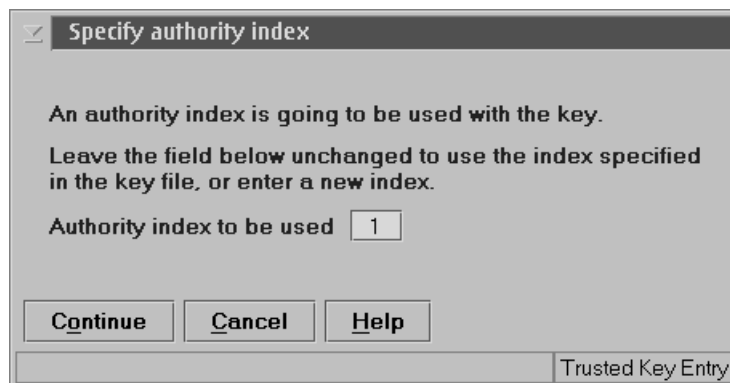 Specify authority index
An authority index is going to be used with the key.
Leave the field below unchanged to use the index specified
in the key file, or enter a new index.
Authority index to be used 1
Continue Cancel Help
Trusted Key Entry